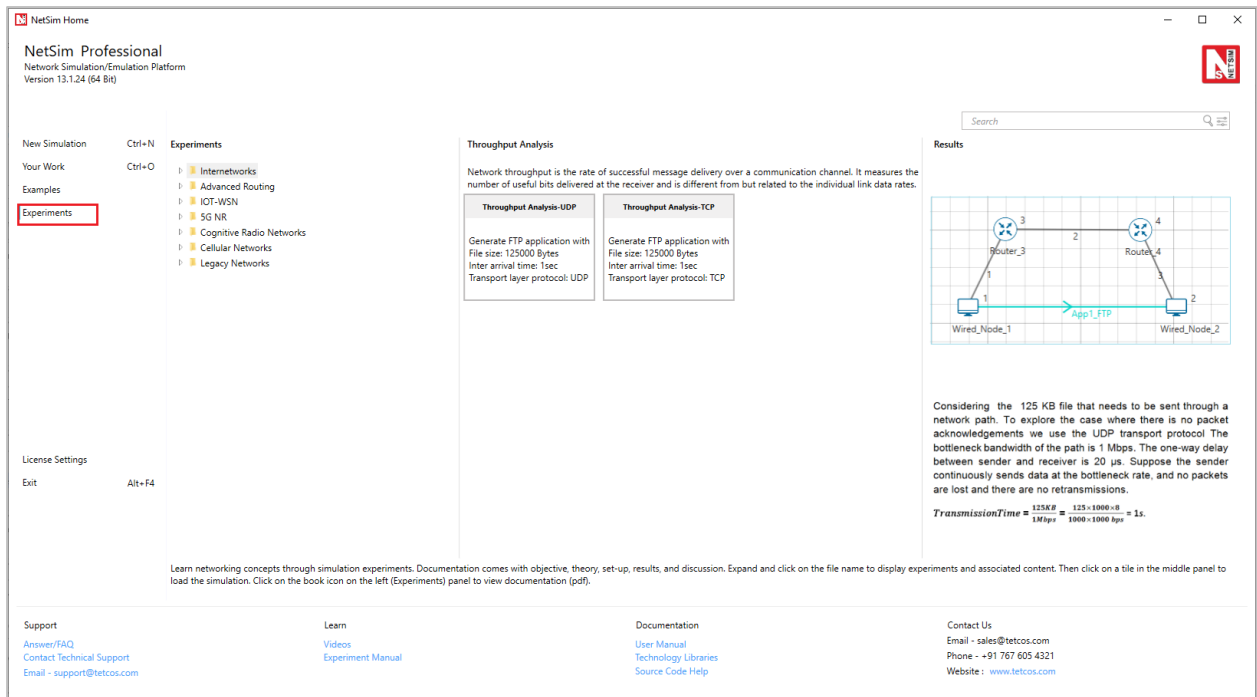 NetSim Home
NetSim Professional
Network Simulation/Emulation Platform
Version 13.1.24 (64 Bit)
NETSIM
Search
New Simulation Ctrl+N
Your Work Ctrl+O
Examples
Experiments
License Settings
Exit Alt+F4
Experiments
Internetworks
Advanced Routing
IOT-WSN
5G NR
Cognitive Radio Networks
Cellular Networks
Legacy Networks
Throughput Analysis
Network throughput is the rate of successful message delivery over a communication channel. It measures the
number of useful bits delivered at the receiver and is different from but related to the individual link data rates.
Throughput Analysis-UDP
Generate FTP application with
File size: 125000 Bytes
Inter arrival time: 1sec
Transport layer protocol: UDP
Throughput Analysis-TCP
Generate FTP application with
File size: 125000 Bytes
Inter arrival time: 1sec
Transport layer protocol: TCP
Results
3
4
2
Router_3
Router_4
1
3
1
2
App1_FTP
Wired_Node_1
Wired_Node_2
Considering the 125 KB file that needs to be sent through a
network path. To explore the case where there is no packet
acknowledgements we use the UDP transport protocol The
bottleneck bandwidth of the path is 1 Mbps. The one-way delay
between sender and receiver is 20 µs. Suppose the sender
continuously sends data at the bottleneck rate, and no packets
are lost and there are no retransmissions.
TransmissionTime = 125KB/1Mbps = 125×1000×8/1000×1000 bps = 1s.
Learn networking concepts through simulation experiments. Documentation comes with objective, theory, set-up, results, and discussion. Expand and click on the file name to display experiments and associated content. Then click on a tile in the middle panel to
load the simulation. Click on the book icon on the left (Experiments) panel to view documentation (pdf).
Support
Answer/FAQ
Contact Technical Support
Email - support@tetcos.com
Learn
Videos
Experiment Manual
Documentation
User Manual
Technology Libraries
Source Code Help
Contact Us
Email - sales@tetcos.com
Phone - +91 767 605 4321
Website : www.tetcos.com